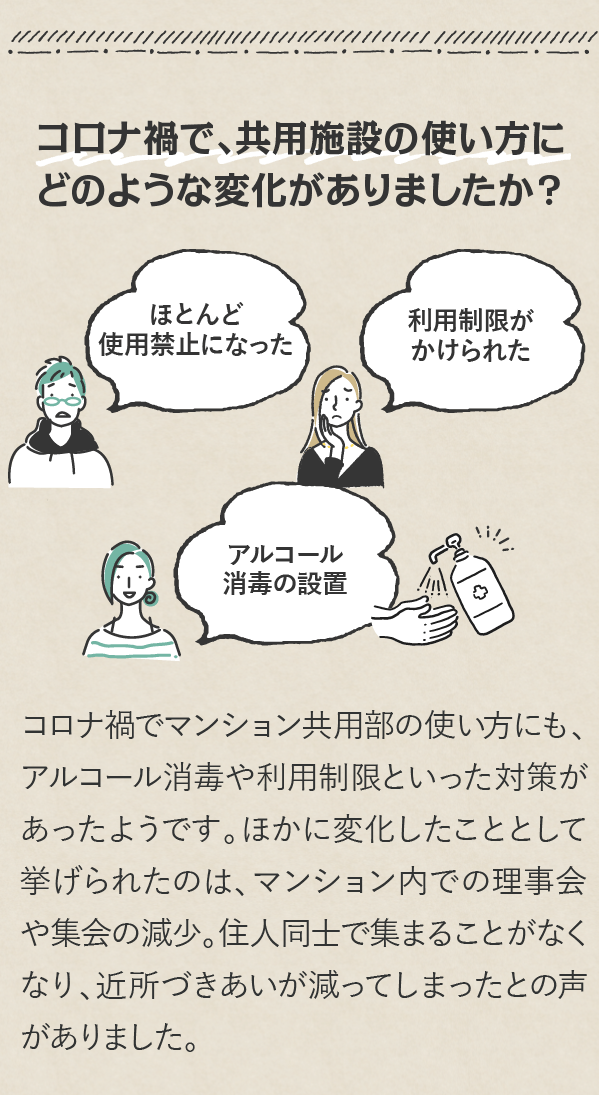 コロナ禍で、共用施設の使い方に
どのような変化がありましたか？
ほとんど
使用禁止になった
利用制限が
かけられた
アルコール
消毒の設置
コロナ禍でマンション共用部の使い方にも、
アルコール消毒や利用制限といった対策が
あったようです。ほかに変化したこととして
挙げられたのは、マンション内での理事会
や集会の減少。住人同士で集まることがなく
なり、近所づきあいが減ってしまったとの声
がありました。